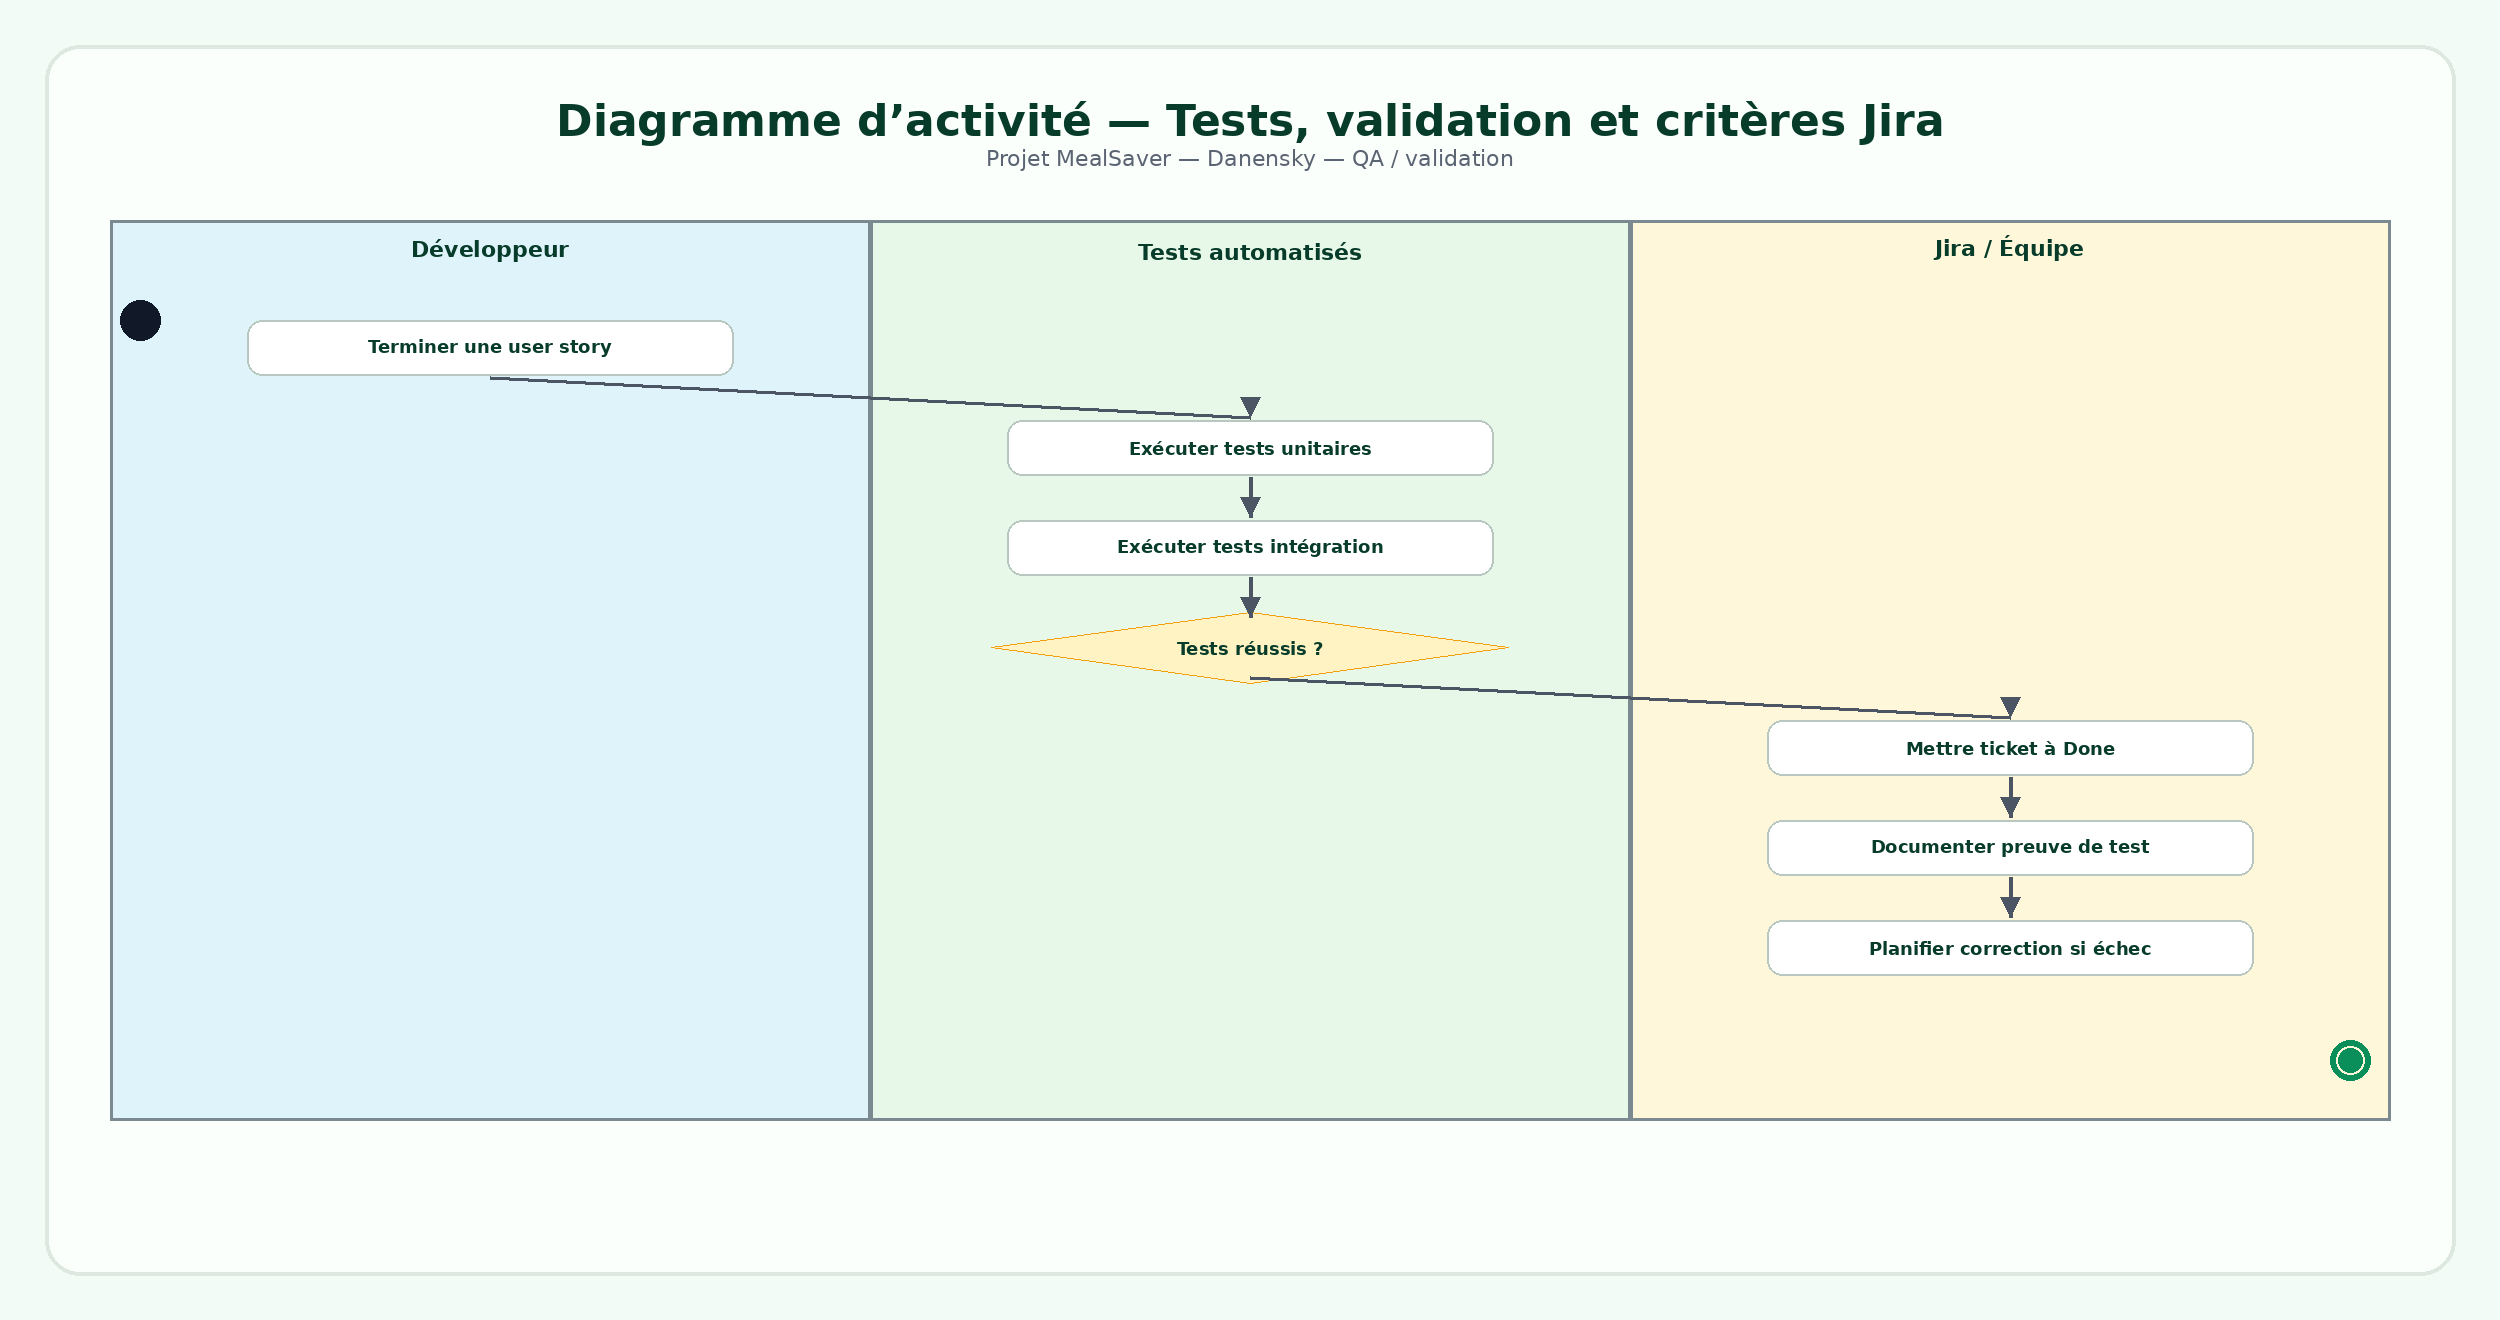 Diagramme d’activité — Tests, validation et critères Jira
Projet MealSaver — Danensky — QA / validation
Développeur
Tests automatisés
Jira / Équipe
Terminer une user story
Exécuter tests unitaires
Exécuter tests intégration
Tests réussis ?
Mettre ticket à Done
Documenter preuve de test
Planifier correction si échec